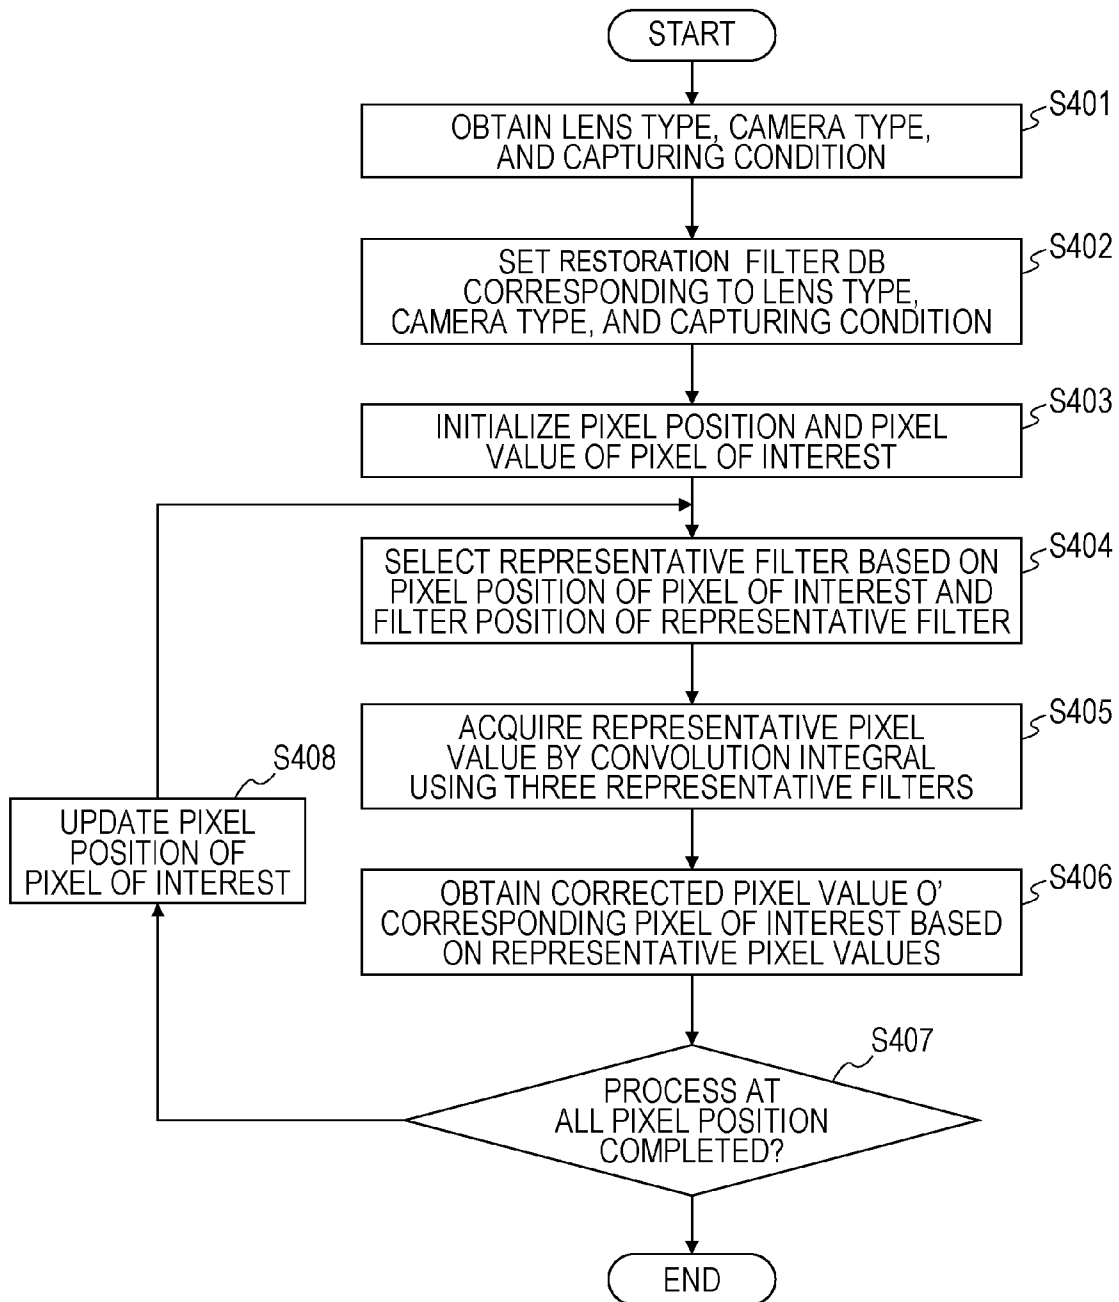 START
S401
OBTAIN LENS TYPE, CAMERA TYPE,
AND CAPTURING CONDITION
S402
SET RESTORATION FILTER DB
CORRESPONDING TO LENS TYPE,
CAMERA TYPE, AND CAPTURING CONDITION
S403
INITIALIZE PIXEL POSITION AND PIXEL
VALUE OF PIXEL OF INTEREST
S404
SELECT REPRESENTATIVE FILTER BASED ON
PIXEL POSITION OF PIXEL OF INTEREST AND
FILTER POSITION OF REPRESENTATIVE FILTER
S405
ACQUIRE REPRESENTATIVE PIXEL
VALUE BY CONVOLUTION INTEGRAL
USING THREE REPRESENTATIVE FILTERS
S408
UPDATE PIXEL
POSITION OF
PIXEL OF INTEREST
S406
OBTAIN CORRECTED PIXEL VALUE O'
CORRESPONDING PIXEL OF INTEREST BASED
ON REPRESENTATIVE PIXEL VALUES
S407
PROCESS AT
ALL PIXEL POSITION
COMPLETED?
END